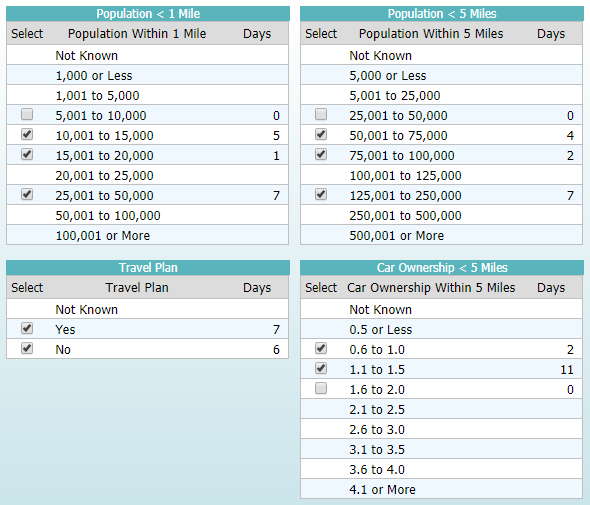 Population < 1 Mile
Select Population Within 1 Mile Days
Not Known
1,000 or Less
1,001 to 5,000
5,001 to 10,000 0
10,001 to 15,000 5
15,001 to 20,000 1
20,001 to 25,000
25,001 to 50,000 7
50,001 to 100,000
100,001 or More
Population < 5 Miles
Select Population Within 5 Miles Days
Not Known
5,000 or Less
5,001 to 25,000
25,001 to 50,000 0
50,001 to 75,000 4
75,001 to 100,000 2
100,001 to 125,000
125,001 to 250,000 7
250,001 to 500,000
500,001 or More
Travel Plan
Select Travel Plan Days
Not Known
Yes 7
No 6
Car Ownership < 5 Miles
Select Car Ownership Within 5 Miles Days
Not Known
0.5 or Less
0.6 to 1.0 2
1.1 to 1.5 11
1.6 to 2.0 0
2.1 to 2.5
2.6 to 3.0
3.1 to 3.5
3.6 to 4.0
4.1 or More